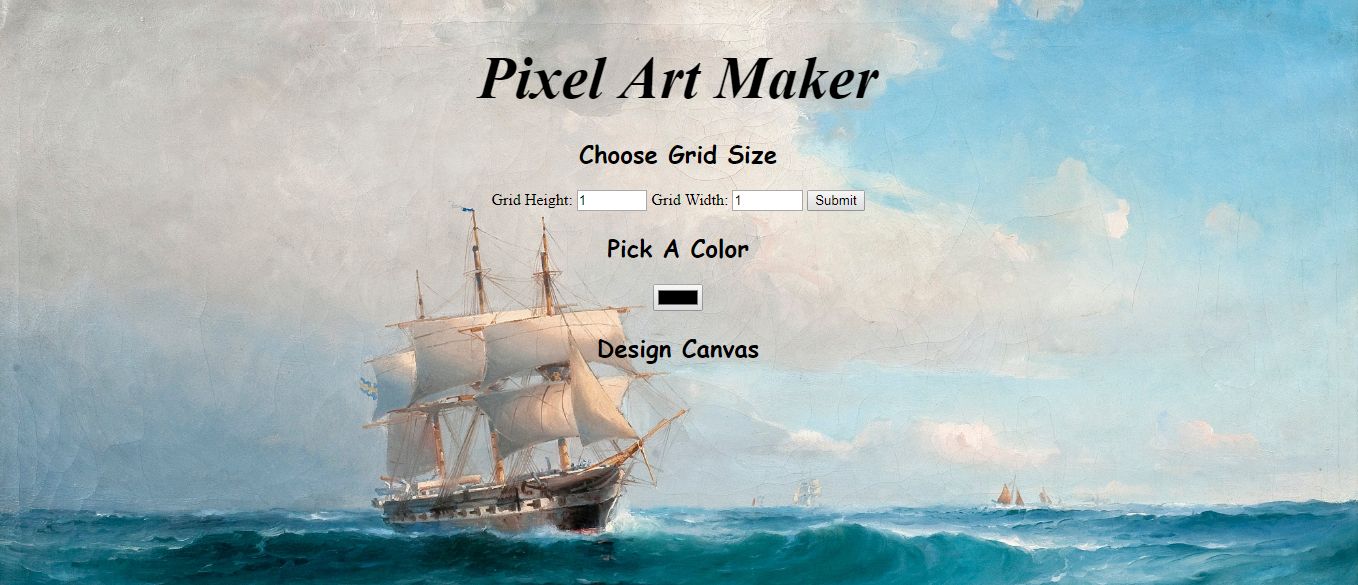 Pixel Art Maker
Choose Grid Size
Grid Height: 1 Grid Width: 1 Submit
Pick A Color
Design Canvas